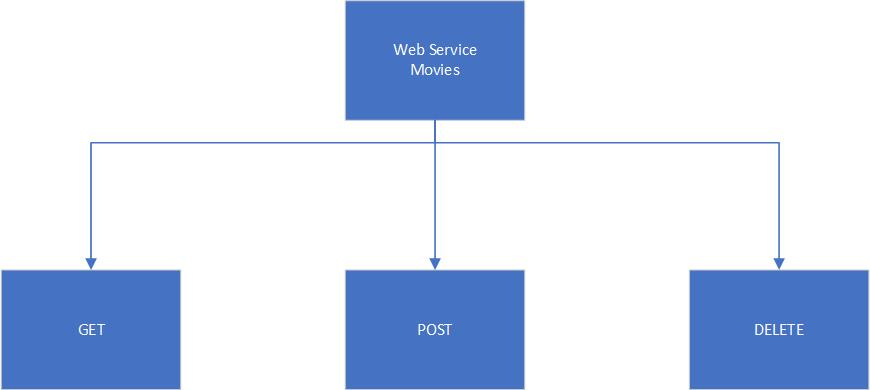 Web Service
Movies
GET
POST
DELETE